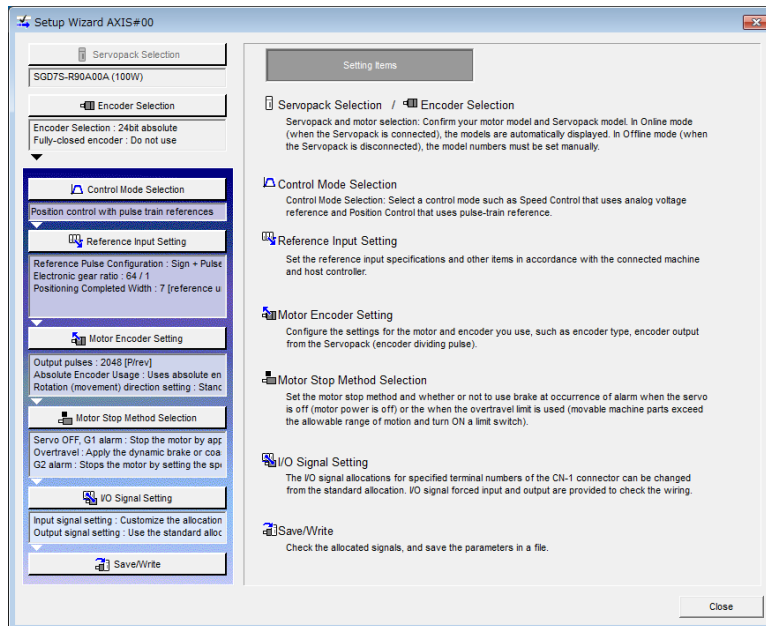 Setup Wizard AXIS#00
Servopack Selection
SGD7S-R90A00A (100W)
Encoder Selection
Encoder Selection : 24bit absolute
Fully-closed encoder : Do not use
Control Mode Selection
Position control with pulse train references
Reference Input Setting
Reference Pulse Configuration : Sign + Pulse
Electronic gear ratio : 64 / 1
Positioning Completed Width : 7 [reference u
Motor Encoder Setting
Output pulses : 2048 [P/rev]
Absolute Encoder Usage : Uses absolute en
Rotation (movement) direction setting : Stanc
Motor Stop Method Selection
Servo OFF, G1 alarm : Stop the motor by app
Overtravel : Apply the dynamic brake or coa
G2 alarm : Stops the motor by setting the spe
I/O Signal Setting
Input signal setting : Customize the allocation
Output signal setting : Use the standard alloc
Save/Write
Setting Items
Servopack Selection / Encoder Selection
Servopack and motor selection: Confirm your motor model and Servopack model. In Online mode
(when the Servopack is connected), the models are automatically displayed. In Offline mode (when
the Servopack is disconnected), the model numbers must be set manually.
Control Mode Selection
Control Mode Selection: Select a control mode such as Speed Control that uses analog voltage
reference and Position Control that uses pulse-train reference.
Reference Input Setting
Set the reference input specifications and other items in accordance with the connected machine
and host controller.
Motor Encoder Setting
Configure the settings for the motor and encoder you use, such as encoder type, encoder output
from the Servopack (encoder dividing pulse).
Motor Stop Method Selection
Set the motor stop method and whether or not to use brake at occurrence of alarm when the servo
is off (motor power is off) or the when the overtravel limit is used (movable machine parts exceed
the allowable range of motion and turn ON a limit switch).
I/O Signal Setting
The I/O signal allocations for specified terminal numbers of the CN-1 connector can be changed
from the standard allocation. I/O signal forced input and output are provided to check the wiring.
Save/Write
Check the allocated signals, and save the parameters in a file.
Close